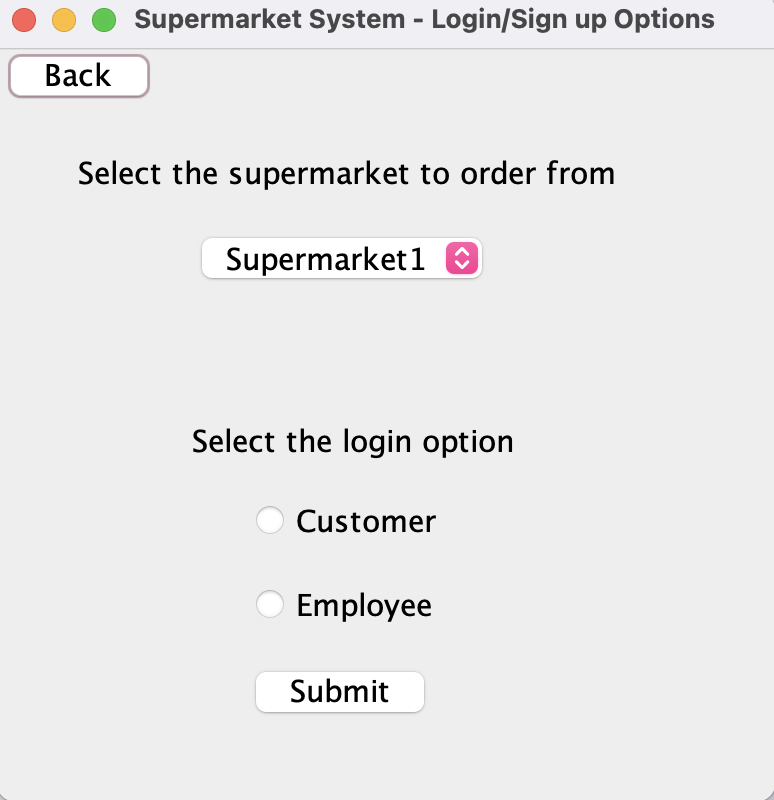 Supermarket System - Login/Sign up Options
Back
Select the supermarket to order from
Supermarket1
Select the login option
Customer
Employee
Submit